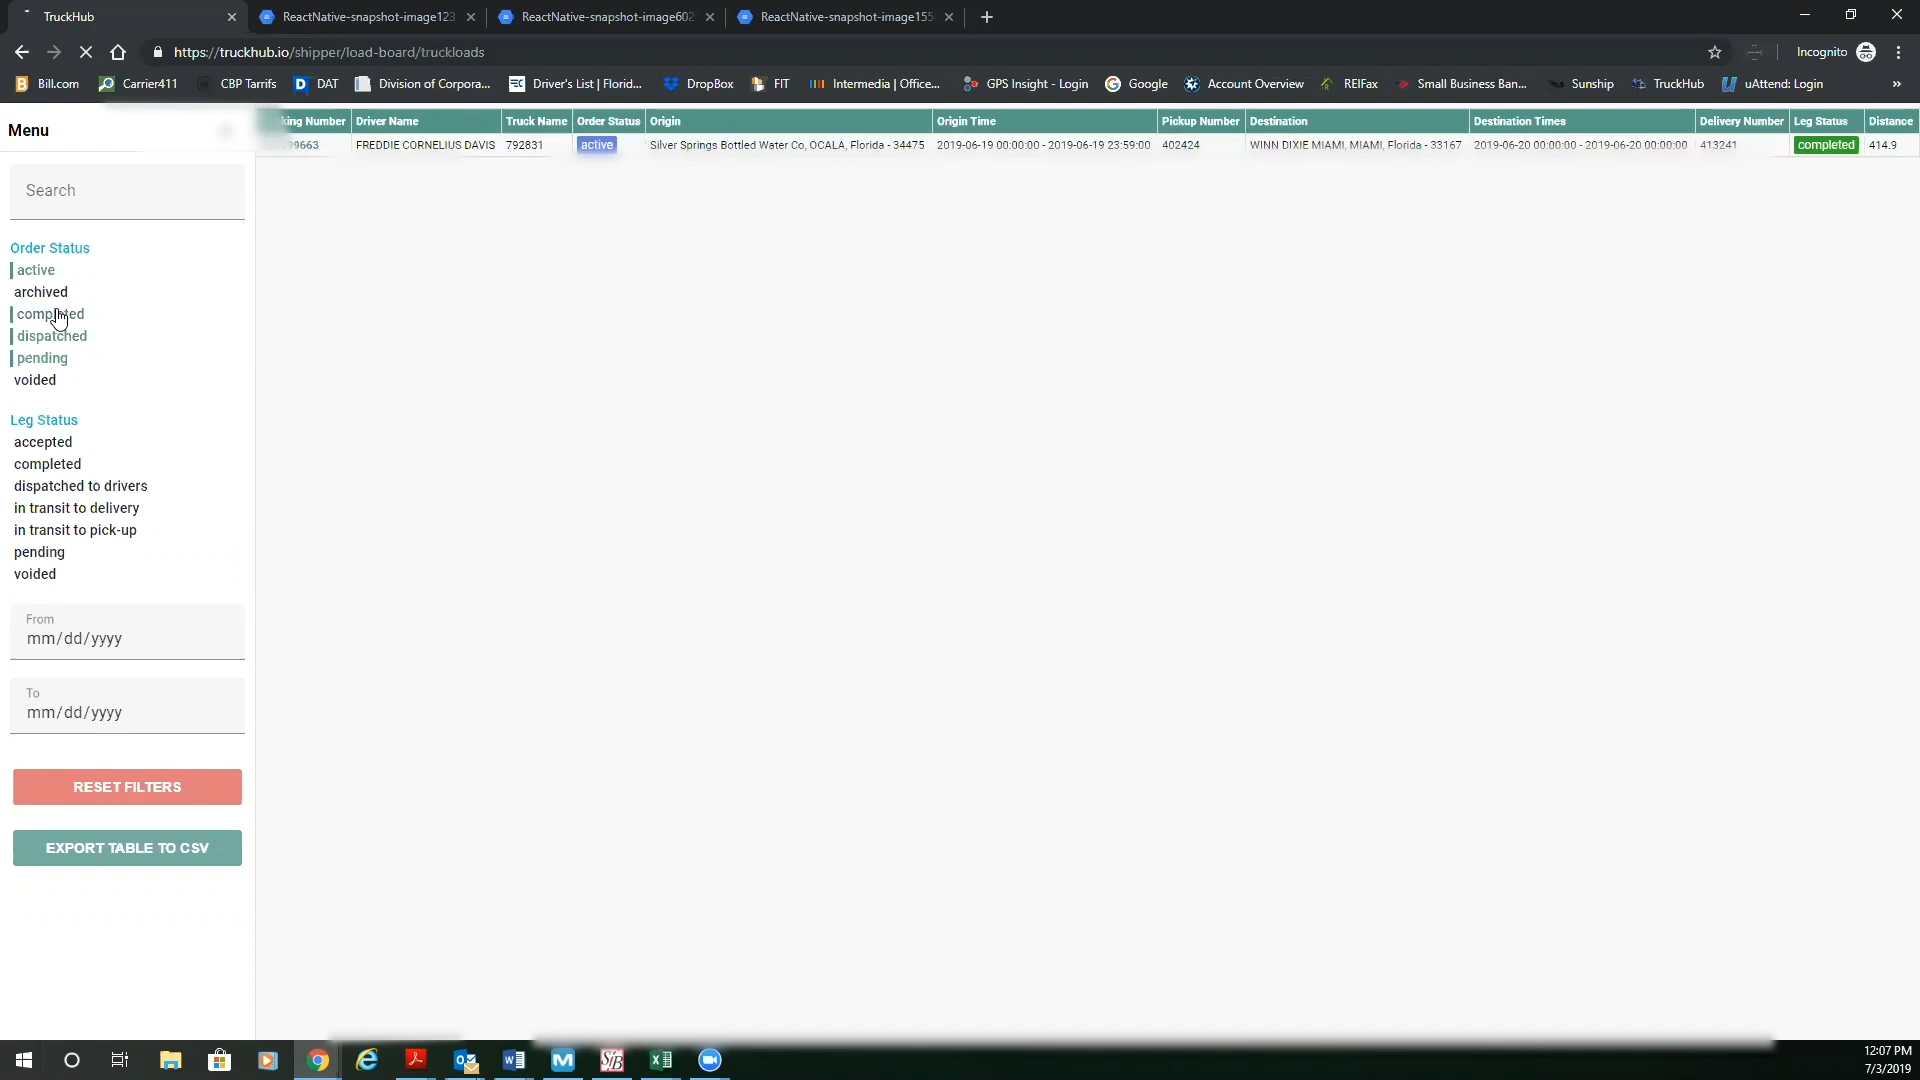 TruckHub
ReactNative-snapshot-image123
ReactNative-snapshot-image602
ReactNative-snapshot-image155
https://truckhub.io/shipper/load-board/truckloads
Incognito
Bill.com Carrier411 CBP Tarrifs DAT Division of Corpora... Driver's List | Florid... DropBox FIT Intermedia | Office... GPS Insight - Login Google Account Overview REIFax Small Business Ban... Sunship TruckHub uAttend: Login »
Menu
Number Driver Name Truck Name Order Status Origin Origin Time Pickup Number Destination Destination Times Delivery Number Leg Status Distance
FREDDIE CORNELIUS DAVIS 792831 active Silver Springs Bottled Water Co, OCALA, Florida - 34475 2019-06-19 00:00:00 - 2019-06-19 23:59:00 402424 WINN DIXIE MIAMI, MIAMI, Florida - 33167 2019-06-20 00:00:00 - 2019-06-20 00:00:00 413241 completed 414.9
Search
Order Status
active
archived
completed
dispatched
pending
voided
Leg Status
accepted
completed
dispatched to drivers
in transit to delivery
in transit to pick-up
pending
voided
From
mm/dd/yyyy
To
mm/dd/yyyy
RESET FILTERS
EXPORT TABLE TO CSV
12:07 PM
7/3/2019